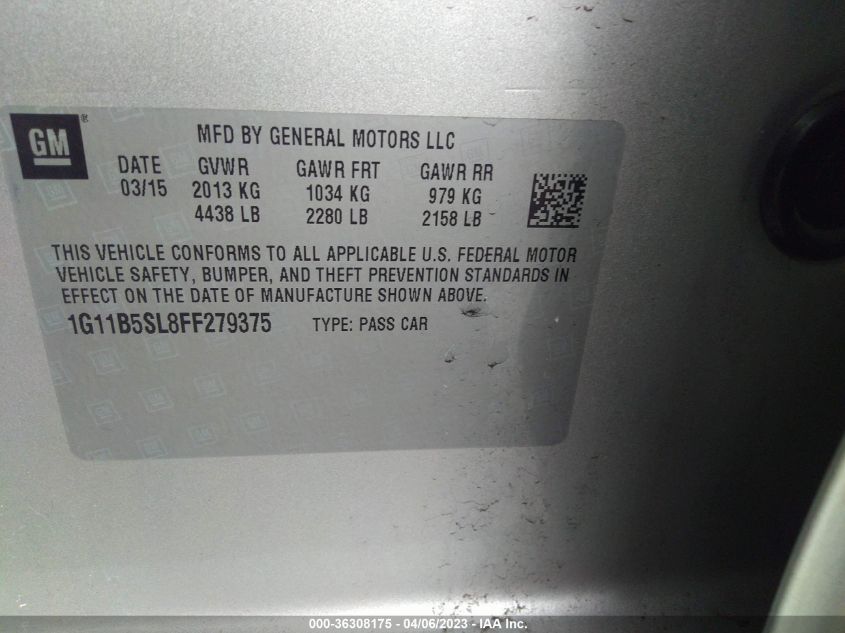 GM ®
MFD BY GENERAL MOTORS LLC
DATE GVWR GAWR FRT GAWR RR
03/15 2013 KG 1034 KG 979 KG
4438 LB 2280 LB 2158 LB
THIS VEHICLE CONFORMS TO ALL APPLICABLE U.S. FEDERAL MOTOR
VEHICLE SAFETY, BUMPER, AND THEFT PREVENTION STANDARDS IN
EFFECT ON THE DATE OF MANUFACTURE SHOWN ABOVE.
1G11B5SL8FF279375 TYPE: PASS CAR
000-36308175 - 04/06/2023 - IAA Inc.